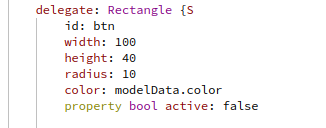 delegate: Rectangle {S
id: btn
width: 100
height: 40
radius: 10
color: modelData.color
property bool active: false